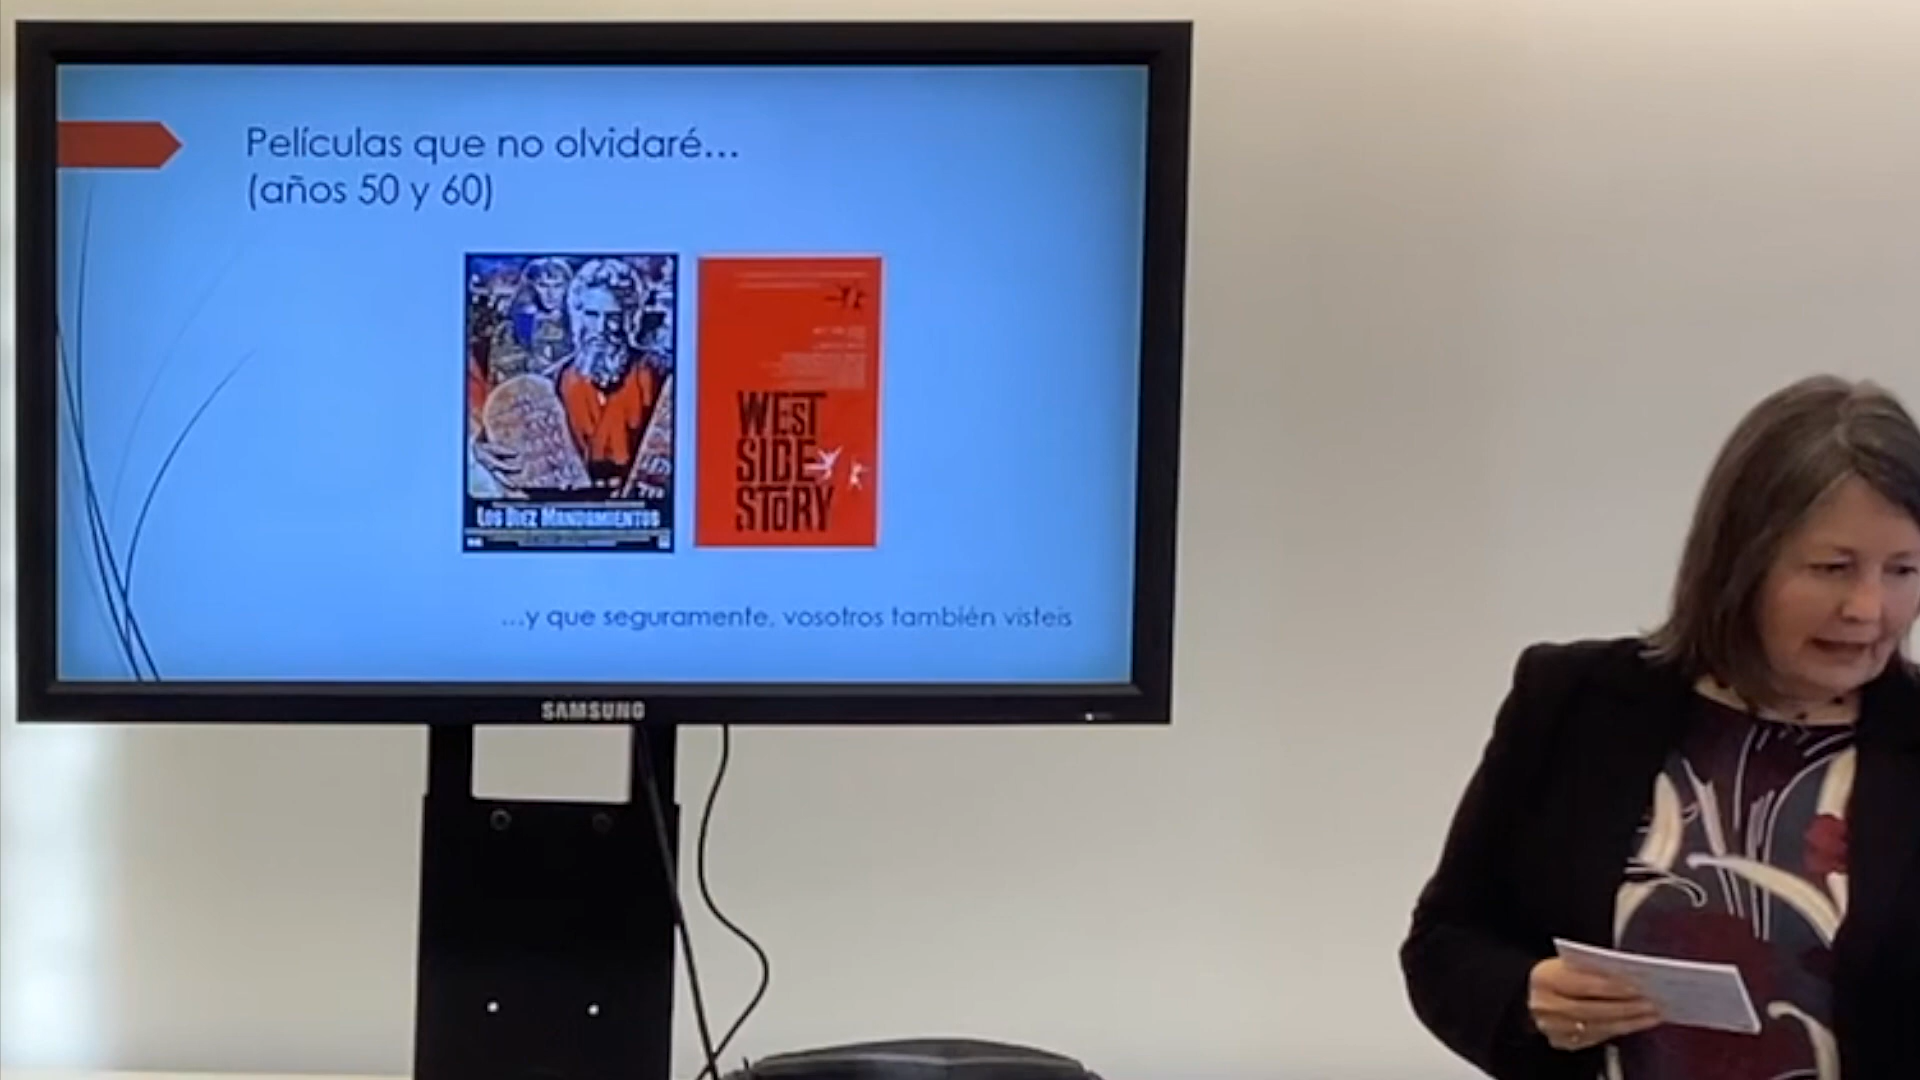 Películas que no olvidaré...
(años 50 y 60)
LOS DIEZ MANDAMIENTOS
WEST
SIDE
STORY
...y que seguramente, vosotros también visteis
SAMSUNG